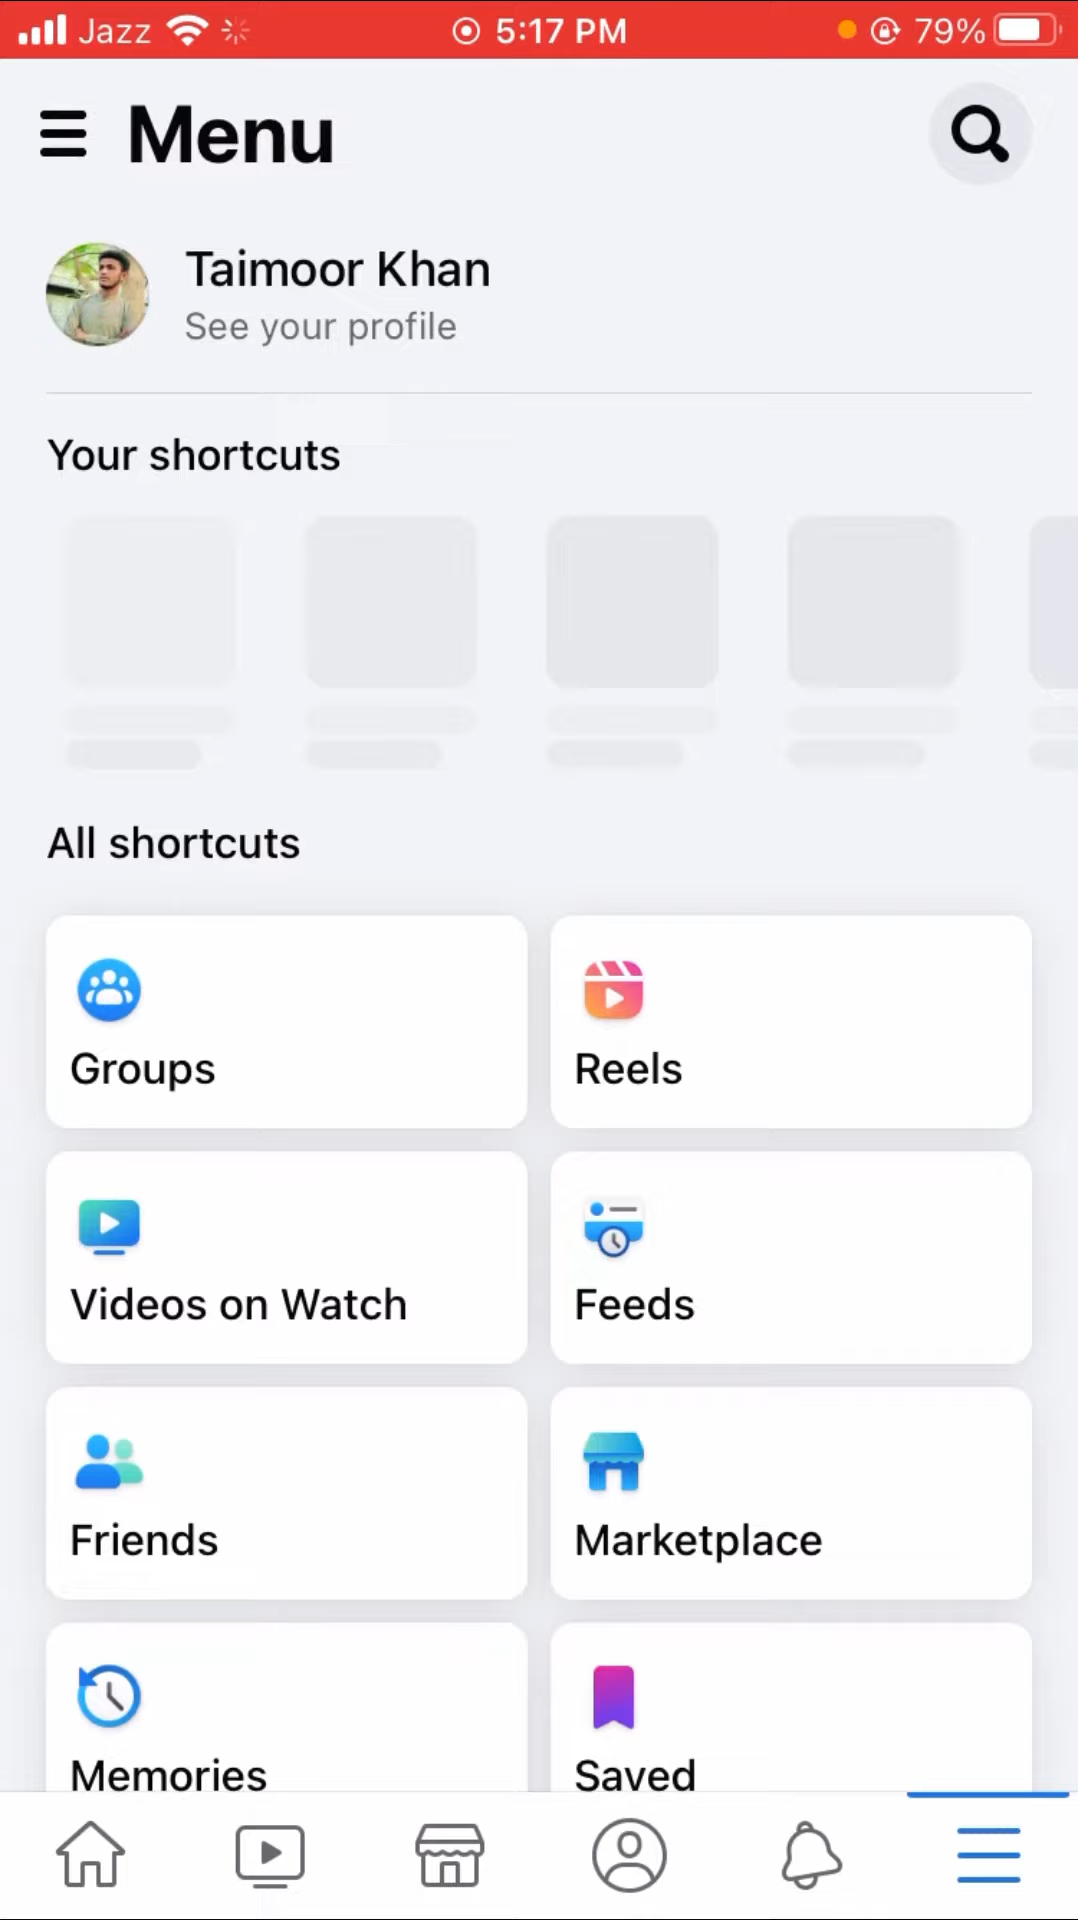 Jazz 5:17 PM 79%
Menu
Taimoor Khan
See your profile
Your shortcuts
All shortcuts
Groups
Reels
Videos on Watch
Feeds
Friends
Marketplace
Memories
Saved